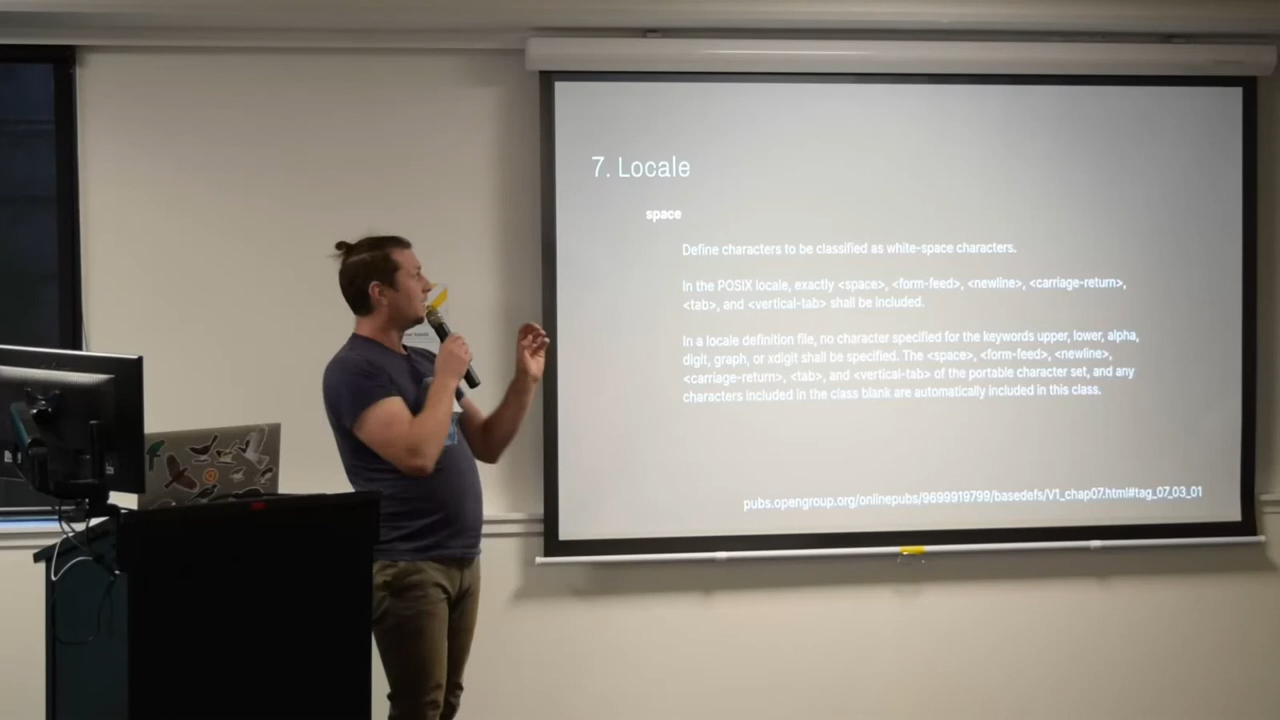 7. Locale
space
Define characters to be classified as white-space characters.
In the POSIX locale, exactly <space>, <form-feed>, <newline>, <carriage-return>,
<tab>, and <vertical-tab> shall be included.
In a locale definition file, no character specified for the keywords upper, lower, alpha,
digit, graph, or xdigit shall be specified. The <space>, <form-feed>, <newline>,
<carriage-return>, <tab>, and <vertical-tab> of the portable character set, and any
characters included in the class blank are automatically included in this class.
pubs.opengroup.org/onlinepubs/9699919799/basedefs/V1_chap07.html#tag_07_03_01